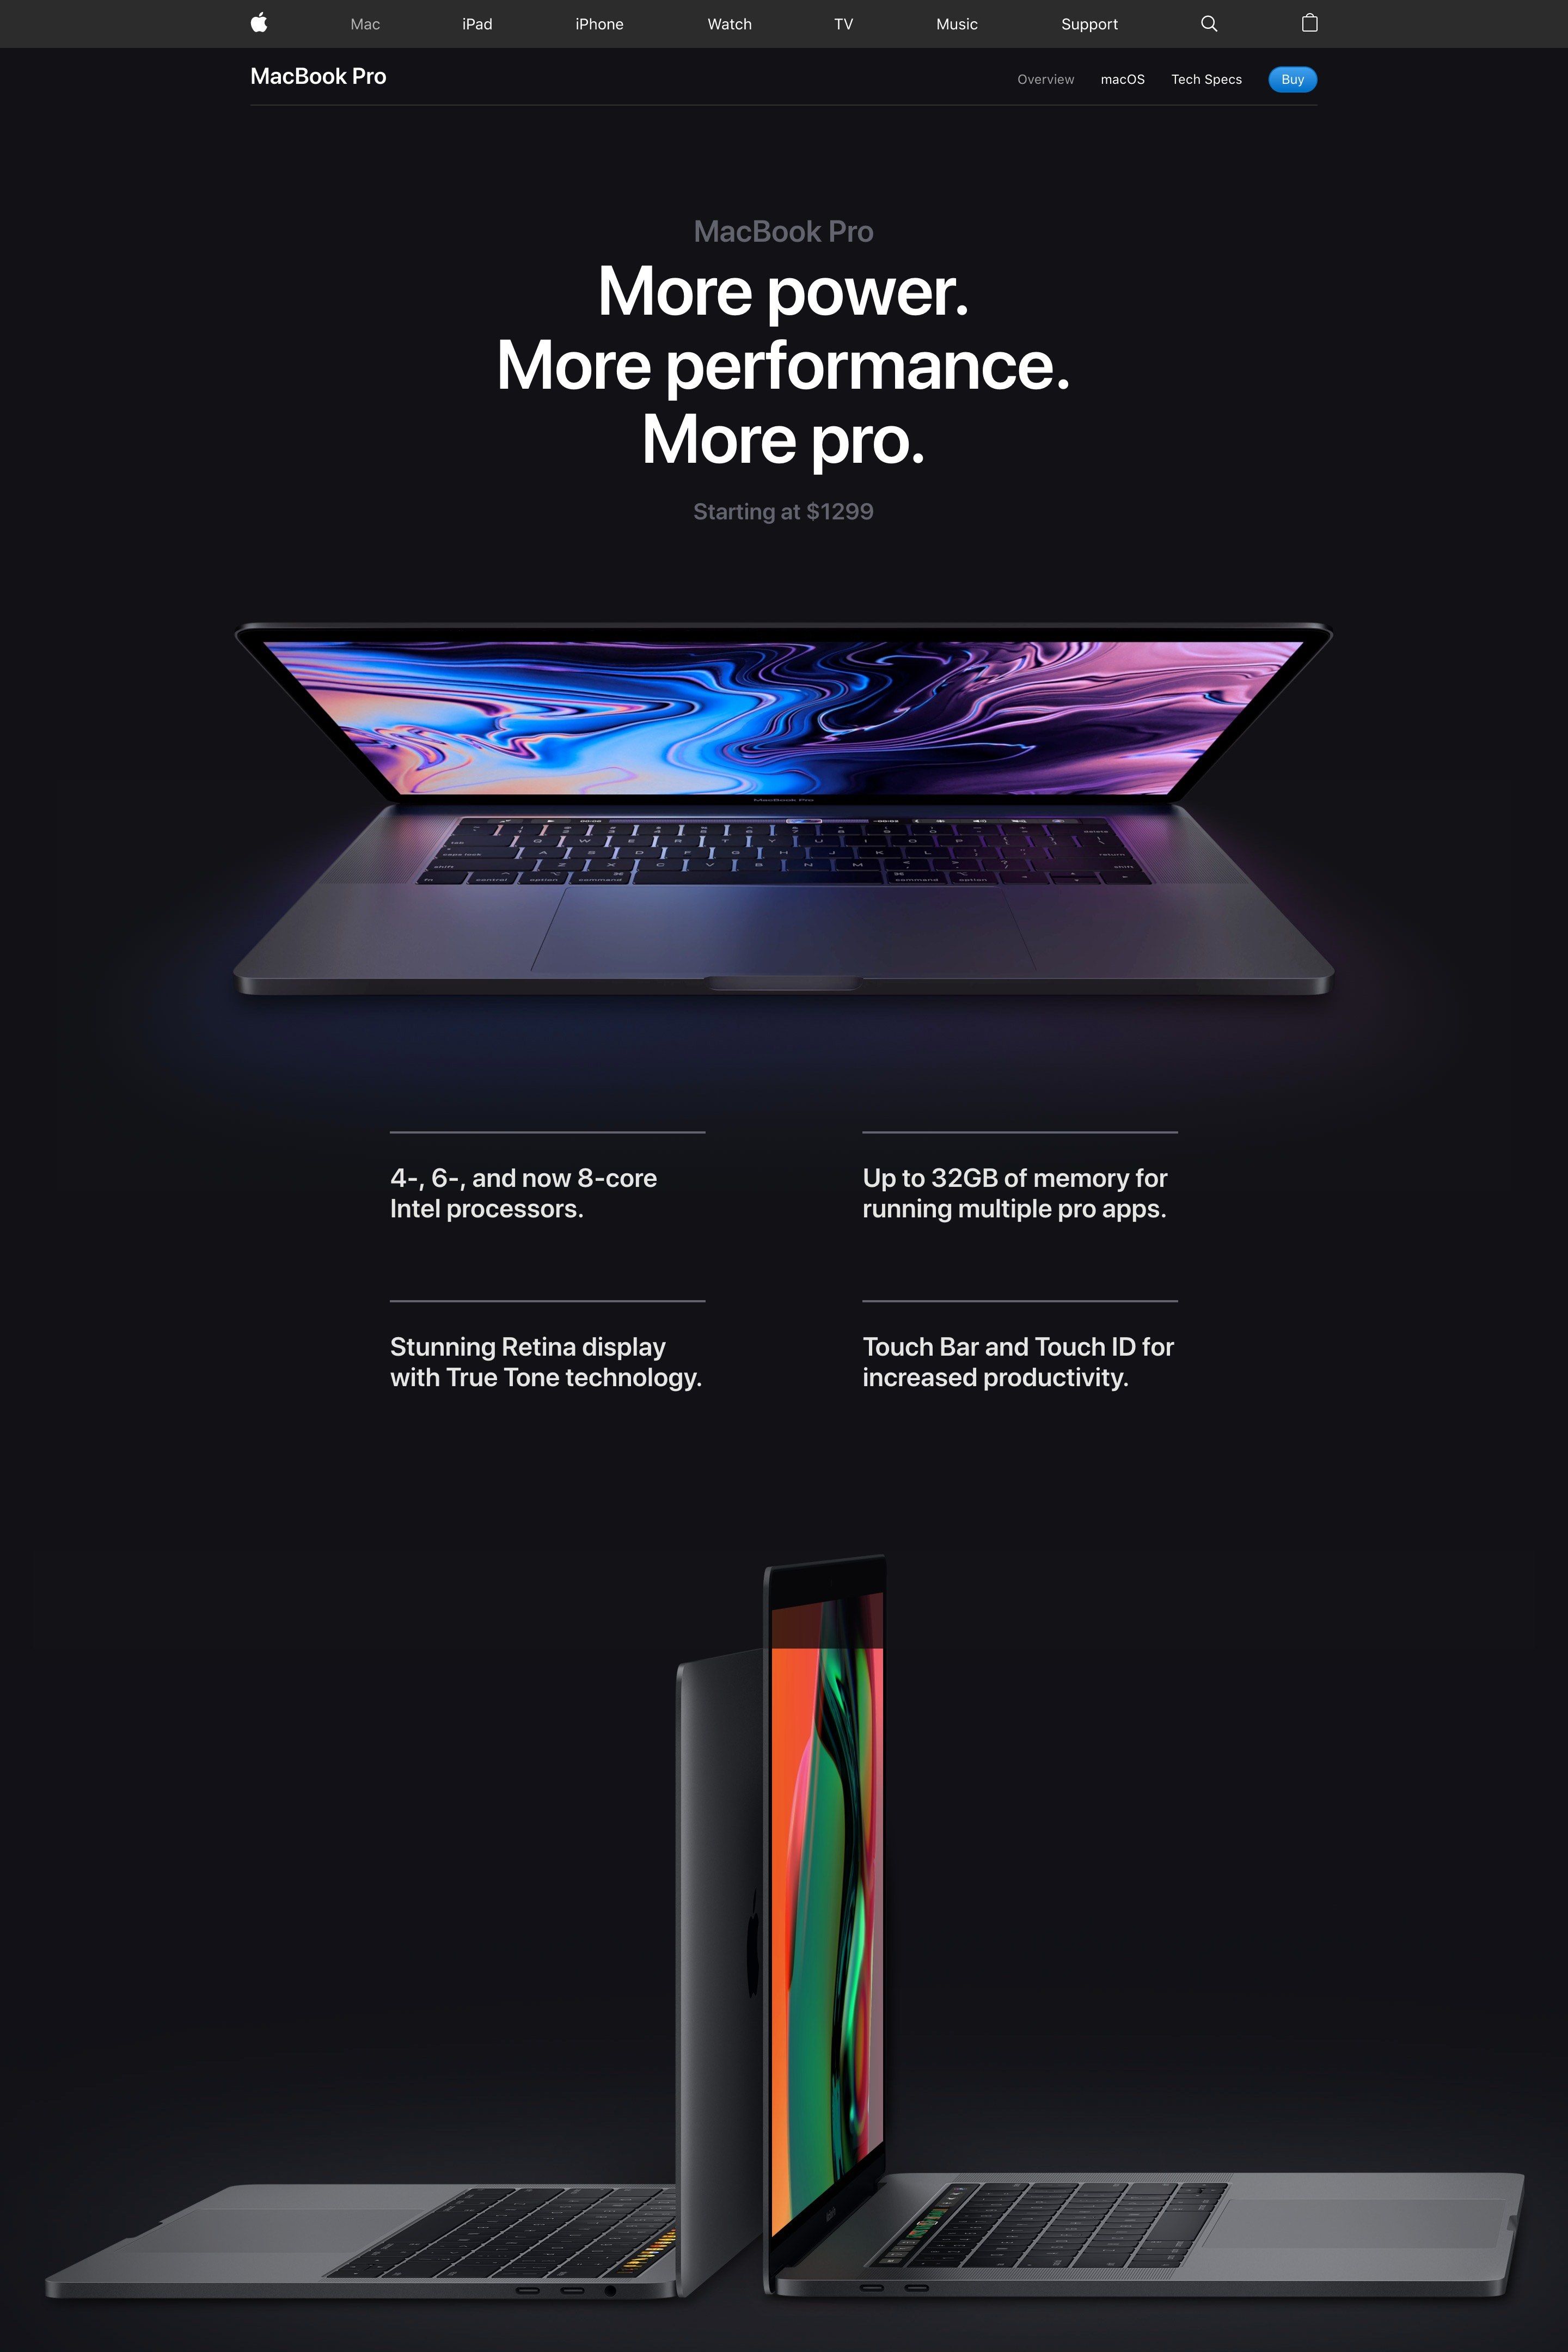 Mac
iPad
iPhone
Watch
TV
Music
Support
MacBook Pro
Overview
macOS
Tech Specs
Buy
MacBook Pro
More power.
More performance.
More pro.
Starting at $1299
MacBook Pro
4-, 6-, and now 8-core
Intel processors.
Up to 32GB of memory for
running multiple pro apps.
Stunning Retina display
with True Tone technology.
Touch Bar and Touch ID for
increased productivity.